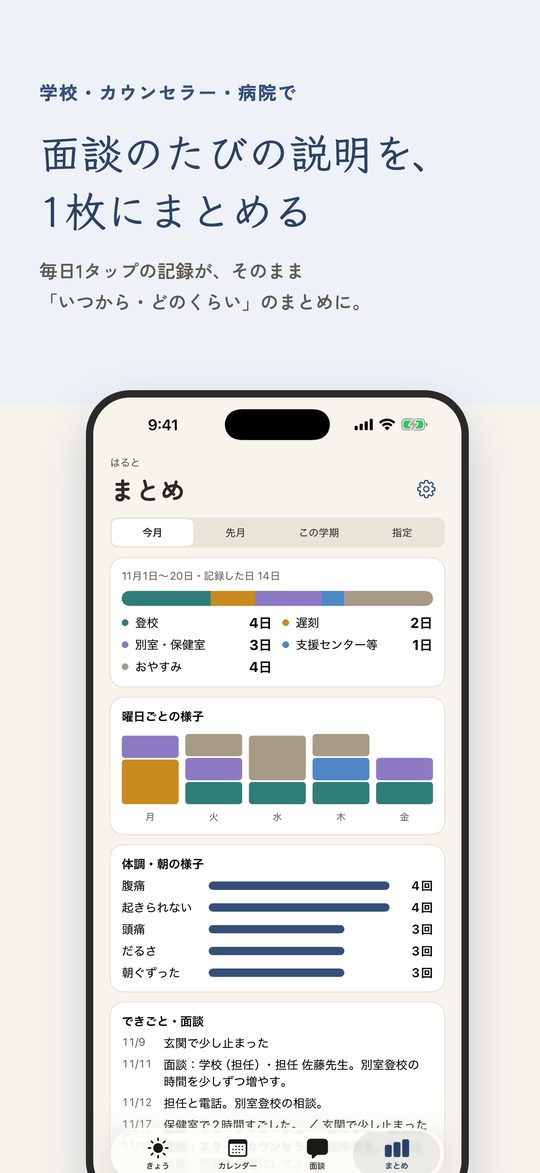 学校・カウンセラー・病院で
面談のたびの説明を、
1枚にまとめる
毎日1タップの記録が、そのまま
「いつから・どのくらい」のまとめに。
9:41
はると
まとめ
今月 先月 この学期 指定
11月1日〜20日・記録した日 14日
登校 4日 遅刻 2日
別室・保健室 3日 支援センター等 1日
おやすみ 4日
曜日ごとの様子
月 火 水 木 金
体調・朝の様子
腹痛 4回
起きられない 4回
頭痛 3回
だるさ 3回
朝ぐずった 3回
できごと・面談
11/9 玄関で少し止まった
11/11 面談：学校（担任）・担任 佐藤先生。別室登校の
時間を少しずつ増やす。
11/12 担任と電話。別室登校の相談。
11/17 保健室で2時間すごした。 ／ 玄関で少し止まった
きょう カレンダー 面談 まとめ